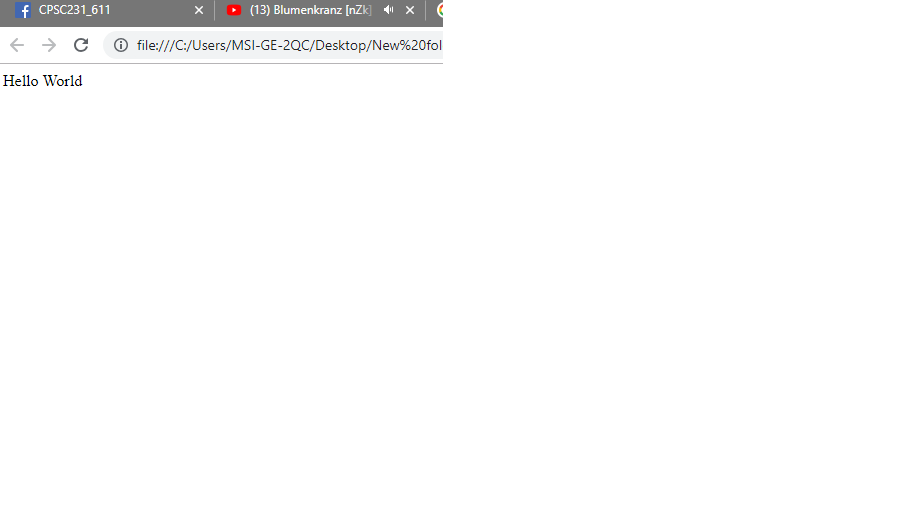 CPSC231_611
(13) Blumenkranz [nZk]
file:///C:/Users/MSI-GE-2QC/Desktop/New%20fol
Hello World